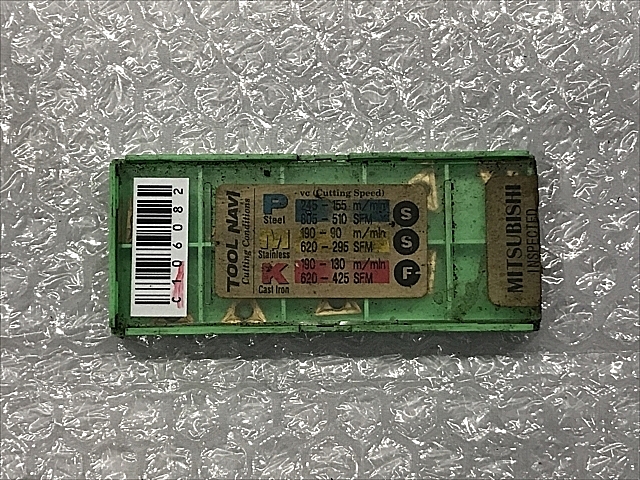 C106082
TOOL NAVI
Cutting Conditions
vc (Cutting Speed)
P
Steel
245 - 155 m/min
805 - 510 SFM
S
M
Stainless
190 - 90 m/min
620 - 295 SFM
S
K
Cast Iron
190 - 130 m/min
620 - 425 SFM
F
MITSUBISHI
INSPECTED